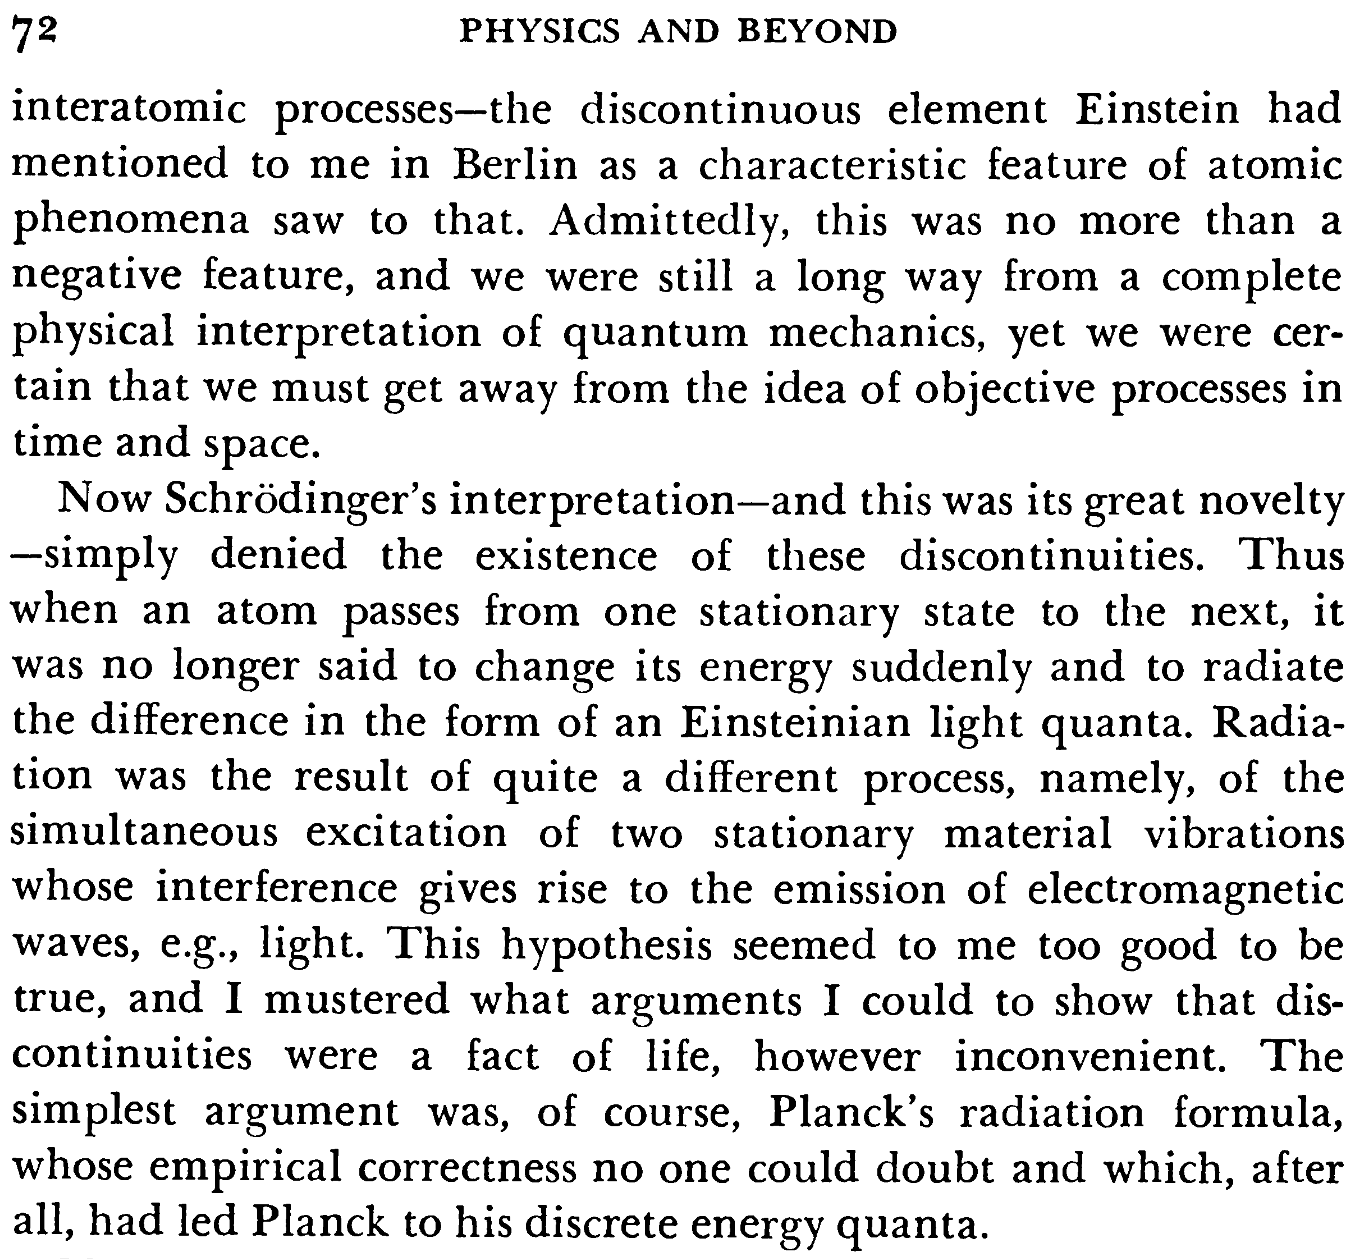 72 PHYSICS AND BEYOND
interatomic processes—the discontinuous element Einstein had
mentioned to me in Berlin as a characteristic feature of atomic
phenomena saw to that. Admittedly, this was no more than a
negative feature, and we were still a long way from a complete
physical interpretation of quantum mechanics, yet we were cer-
tain that we must get away from the idea of objective processes in
time and space.
Now Schrödinger's interpretation—and this was its great novelty
—simply denied the existence of these discontinuities. Thus
when an atom passes from one stationary state to the next, it
was no longer said to change its energy suddenly and to radiate
the difference in the form of an Einsteinian light quanta. Radia-
tion was the result of quite a different process, namely, of the
simultaneous excitation of two stationary material vibrations
whose interference gives rise to the emission of electromagnetic
waves, e.g., light. This hypothesis seemed to me too good to be
true, and I mustered what arguments I could to show that dis-
continuities were a fact of life, however inconvenient. The
simplest argument was, of course, Planck's radiation formula,
whose empirical correctness no one could doubt and which, after
all, had led Planck to his discrete energy quanta.